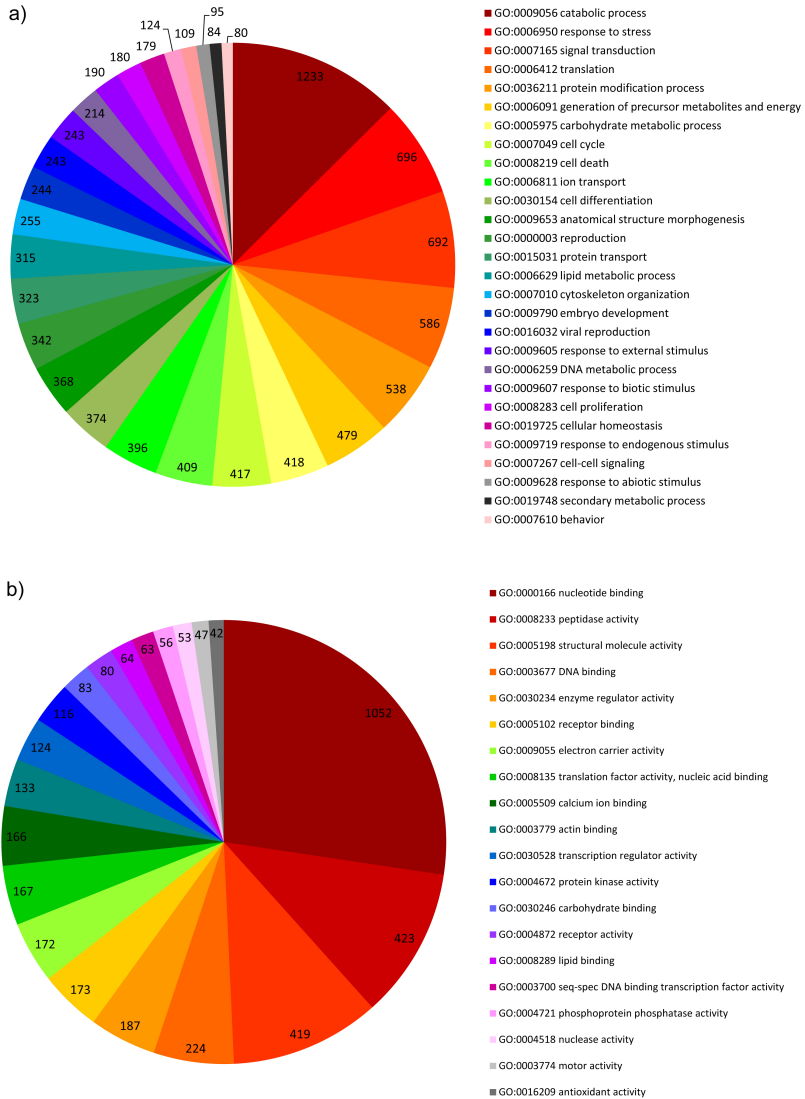 a)
1233
696
692
586
538
479
418
417
409
396
374
368
342
323
315
255
244
243
243
214
190
180
179
124
109
95
84
80
GO:0009056 catabolic process
GO:0006950 response to stress
GO:0007165 signal transduction
GO:0006412 translation
GO:0036211 protein modification process
GO:0006091 generation of precursor metabolites and energy
GO:0005975 carbohydrate metabolic process
GO:0007049 cell cycle
GO:0008219 cell death
GO:0006811 ion transport
GO:0030154 cell differentiation
GO:0009653 anatomical structure morphogenesis
GO:0000003 reproduction
GO:0015031 protein transport
GO:0006629 lipid metabolic process
GO:0007010 cytoskeleton organization
GO:0009790 embryo development
GO:0016032 viral reproduction
GO:0009605 response to external stimulus
GO:0006259 DNA metabolic process
GO:0009607 response to biotic stimulus
GO:0008283 cell proliferation
GO:0019725 cellular homeostasis
GO:0009719 response to endogenous stimulus
GO:0007267 cell-cell signaling
GO:0009628 response to abiotic stimulus
GO:0019748 secondary metabolic process
GO:0007610 behavior
b)
1052
423
419
224
187
173
172
167
166
133
124
116
83
80
64
63
56
53
47
42
GO:0000166 nucleotide binding
GO:0008233 peptidase activity
GO:0005198 structural molecule activity
GO:0003677 DNA binding
GO:0030234 enzyme regulator activity
GO:0005102 receptor binding
GO:0009055 electron carrier activity
GO:0008135 translation factor activity, nucleic acid binding
GO:0005509 calcium ion binding
GO:0003779 actin binding
GO:0030528 transcription regulator activity
GO:0004672 protein kinase activity
GO:0030246 carbohydrate binding
GO:0004872 receptor activity
GO:0008289 lipid binding
GO:0003700 seq-spec DNA binding transcription factor activity
GO:0004721 phosphoprotein phosphatase activity
GO:0004518 nuclease activity
GO:0003774 motor activity
GO:0016209 antioxidant activity